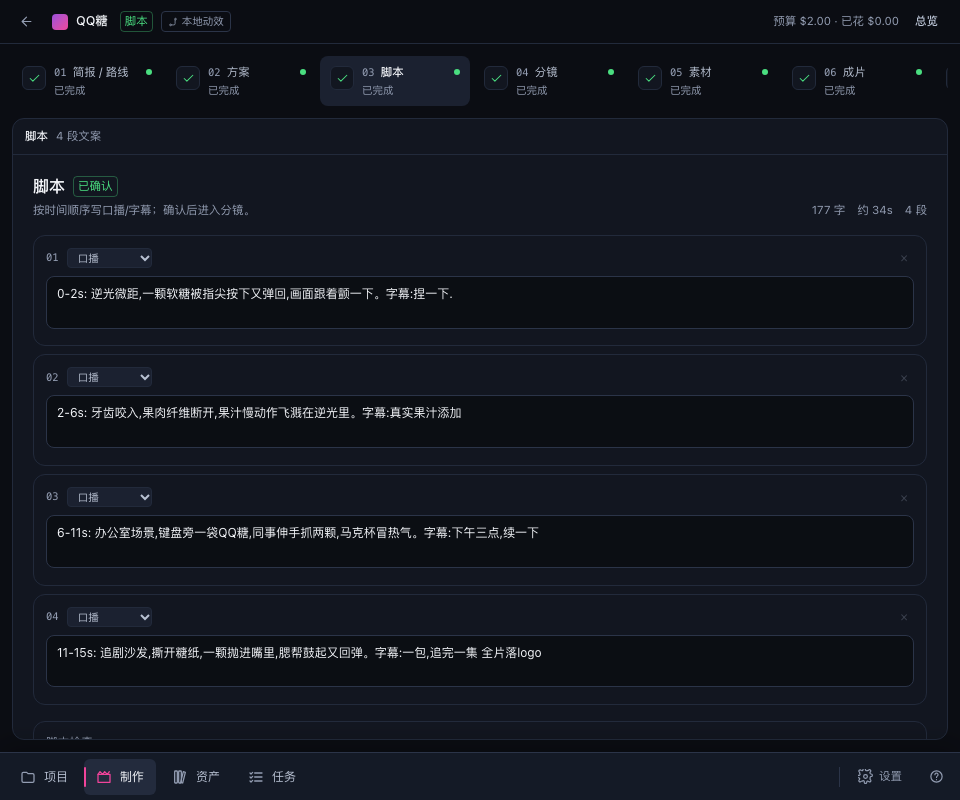 QQ糖 脚本 本地动效 预算 $2.00 · 已花 $0.00 总览
01 简报 / 路线 已完成
02 方案 已完成
03 脚本 已完成
04 分镜 已完成
05 素材 已完成
06 成片 已完成
脚本 4 段文案
脚本 已确认
按时间顺序写口播/字幕；确认后进入分镜。 177 字 约 34s 4 段
01 口播 ×
0-2s: 逆光微距,一颗软糖被指尖按下又弹回,画面跟着颤一下。字幕:捏一下.
02 口播 ×
2-6s: 牙齿咬入,果肉纤维断开,果汁慢动作飞溅在逆光里。字幕:真实果汁添加
03 口播 ×
6-11s: 办公室场景,键盘旁一袋QQ糖,同事伸手抓两颗,马克杯冒热气。字幕:下午三点,续一下
04 口播 ×
11-15s: 追剧沙发,撕开糖纸,一颗抛进嘴里,腮帮鼓起又回弹。字幕:一包,追完一集 全片落logo
项目 制作 资产 任务 设置